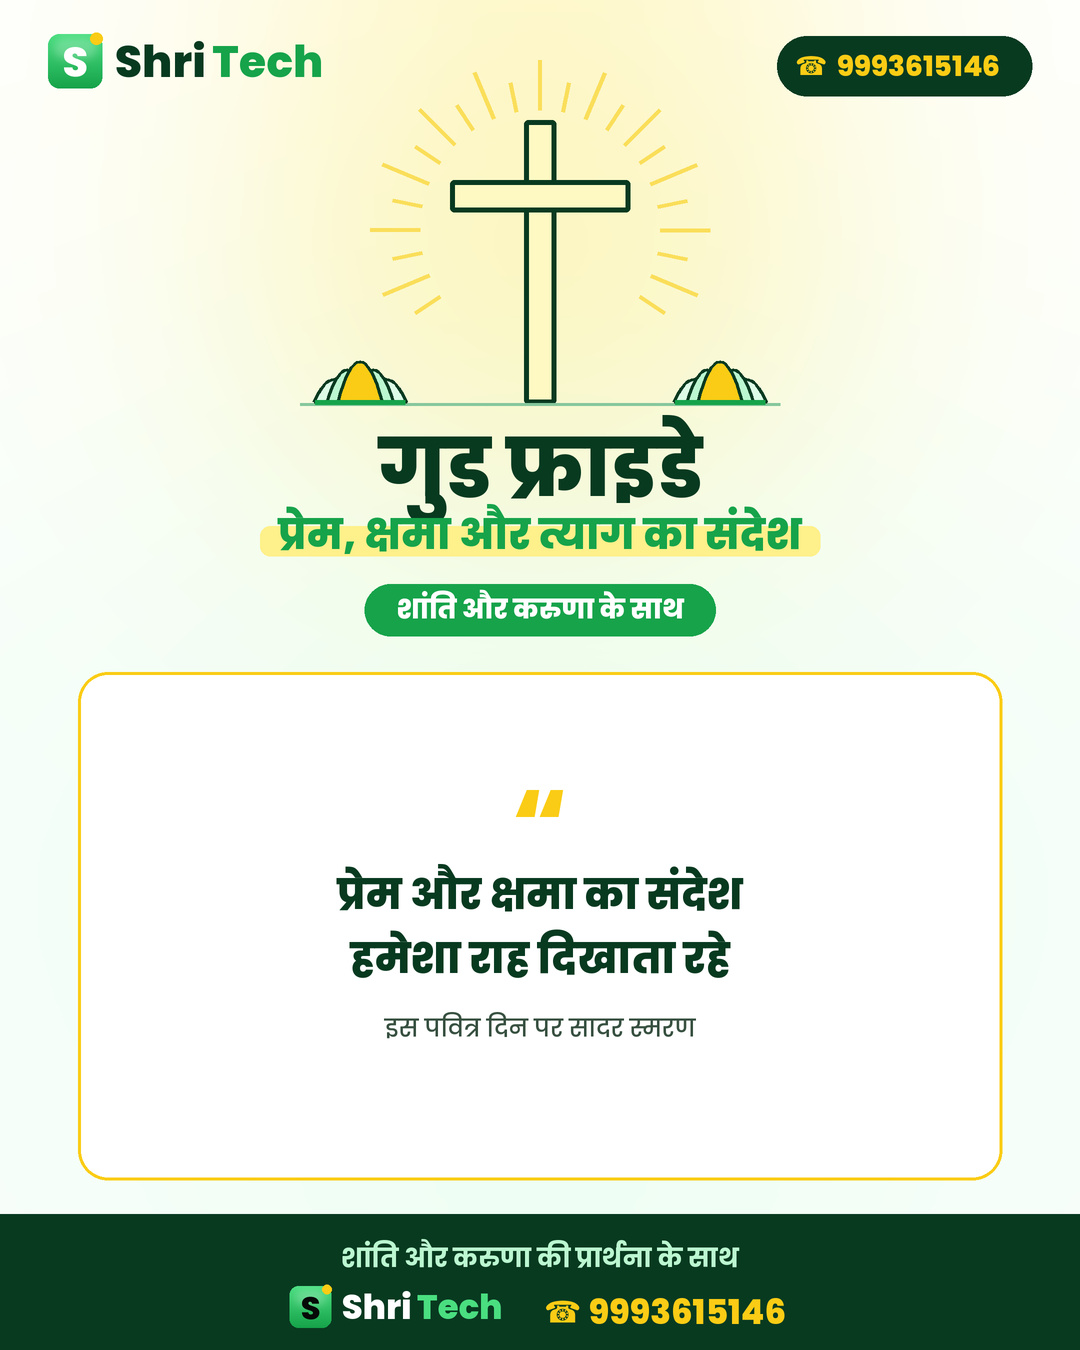 S Shri Tech
☎ 9993615146
गुड फ्राइडे
प्रेम, क्षमा और त्याग का संदेश
शांति और करुणा के साथ
“
प्रेम और क्षमा का संदेश
हमेशा राह दिखाता रहे
इस पवित्र दिन पर सादर स्मरण
शांति और करुणा की प्रार्थना के साथ
S Shri Tech ☎ 9993615146